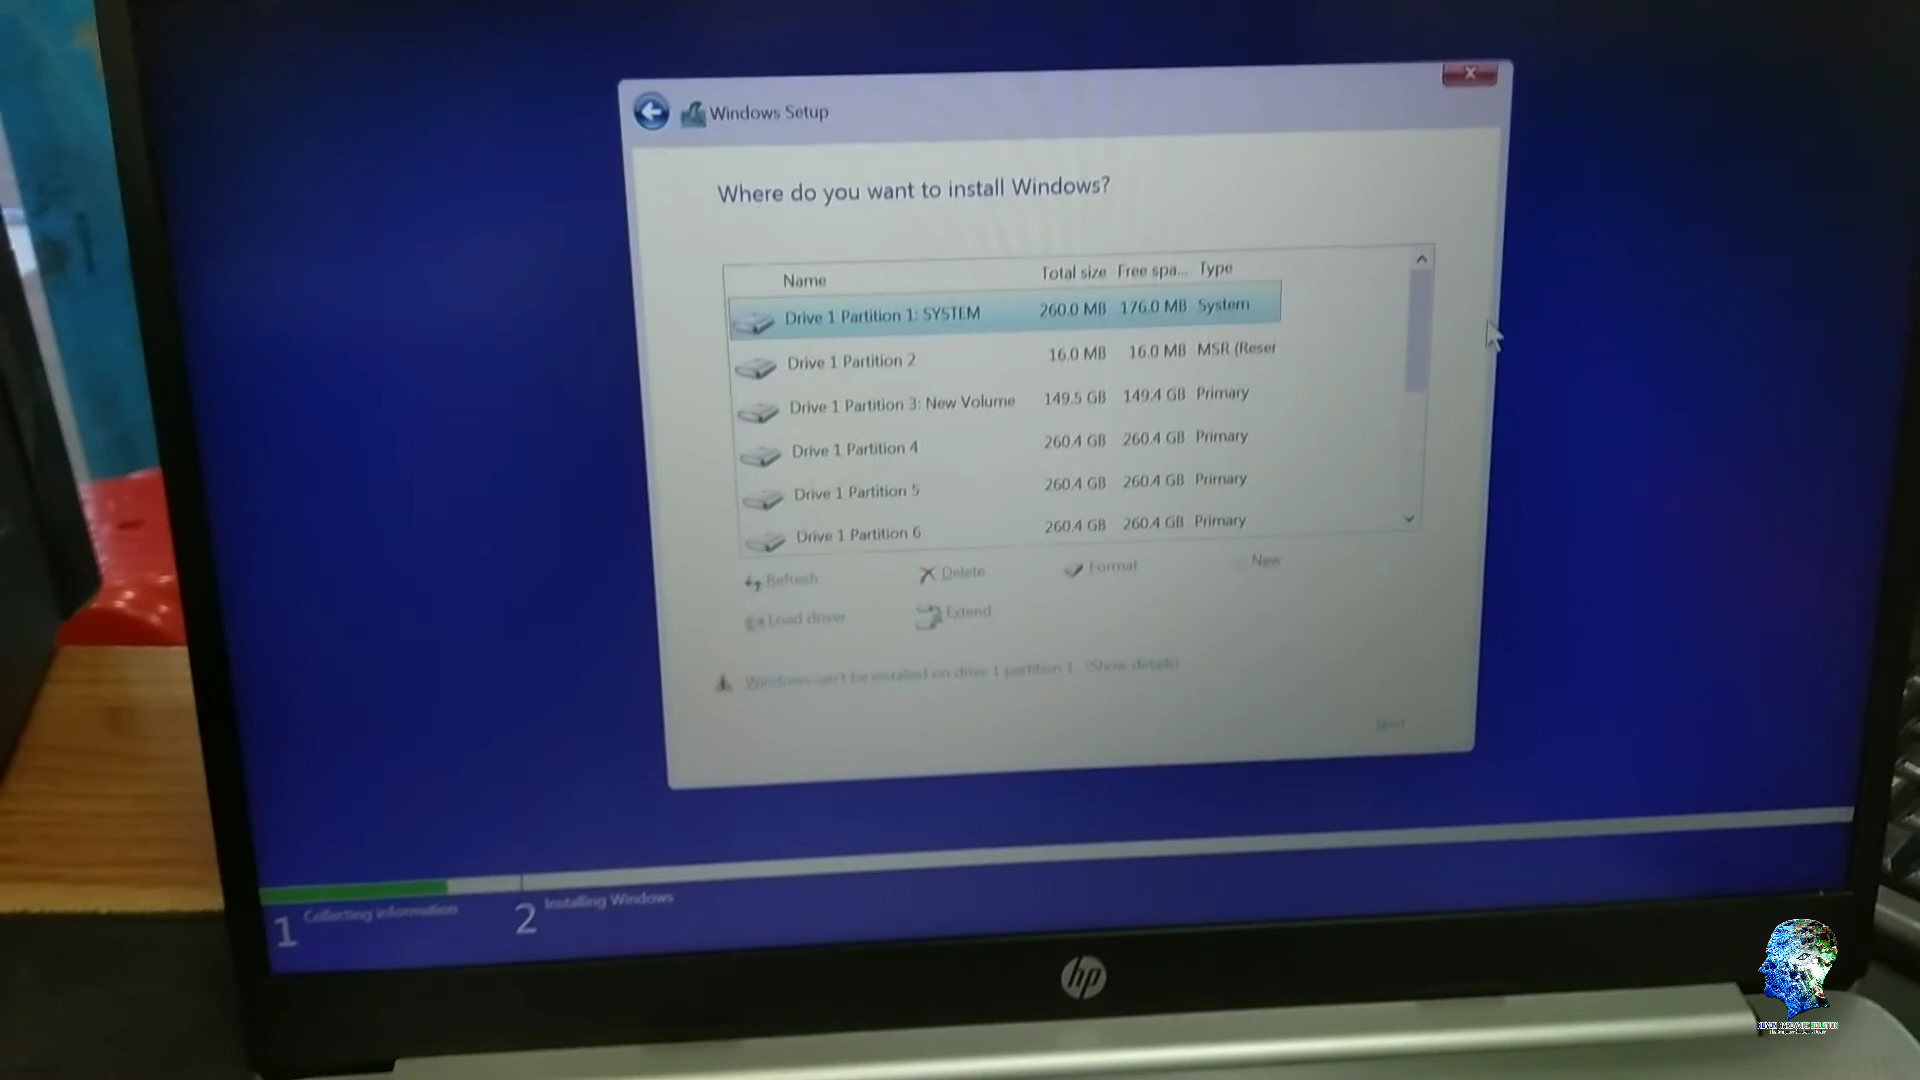 Windows Setup
Where do you want to install Windows?
Name Total size Free spa... Type
Drive 1 Partition 1: SYSTEM 260.0 MB 176.0 MB System
Drive 1 Partition 2 16.0 MB 16.0 MB MSR (Reser
Drive 1 Partition 3: New Volume 149.5 GB 149.4 GB Primary
Drive 1 Partition 4 260.4 GB 260.4 GB Primary
Drive 1 Partition 5 260.4 GB 260.4 GB Primary
Drive 1 Partition 6 260.4 GB 260.4 GB Primary
Refresh Delete Format New
Load driver Extend
Windows can't be installed on drive 1 partition 1. (Show details)
Next
1 Collecting information 2 Installing Windows
hp